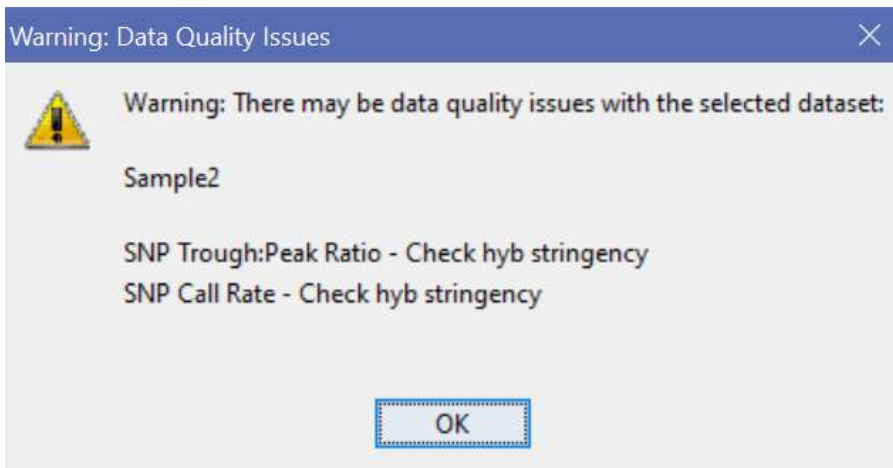 Warning: Data Quality Issues
Warning: There may be data quality issues with the selected dataset:
Sample2
SNP Trough:Peak Ratio - Check hyb stringency
SNP Call Rate - Check hyb stringency
OK